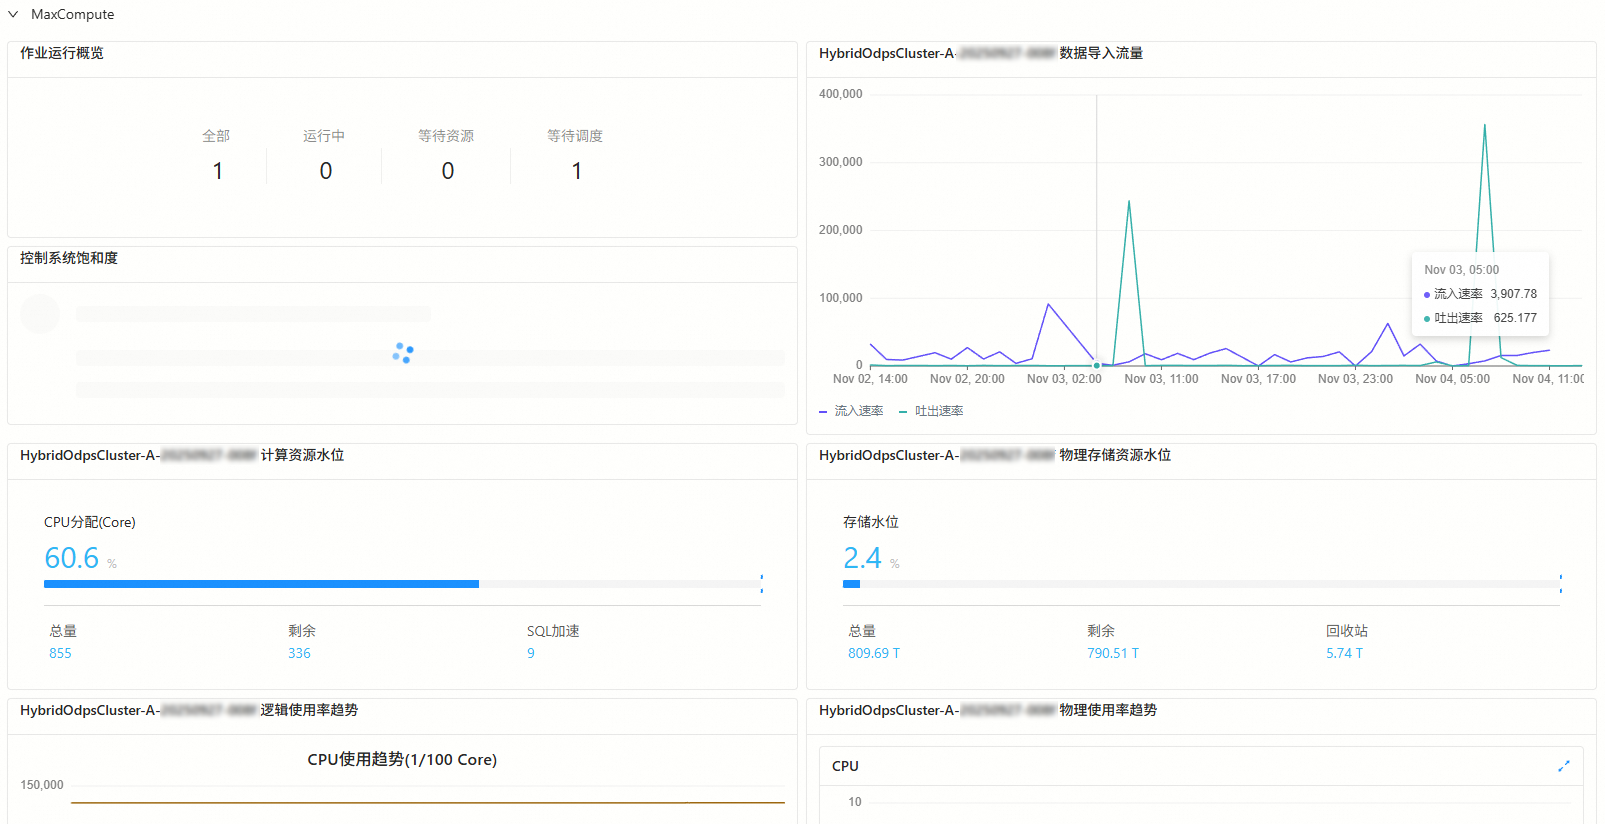 MaxCompute
作业运行概览
全部
运行中
等待资源
等待调度
1
0
0
1
控制系统饱和度
HybridOdpsCluster-A- 数据导入流量
400,000
300,000
200,000
100,000
0
Nov 02, 14:00
Nov 02, 20:00
Nov 03, 02:00
Nov 03, 11:00
Nov 03, 17:00
Nov 03, 23:00
Nov 04, 05:00
Nov 04, 11:00
Nov 03, 05:00
流入速率 3,907.78
吐出速率 625.177
流入速率
吐出速率
HybridOdpsCluster-A- 计算资源水位
CPU分配(Core)
60.6 %
总量
剩余
SQL加速
855
336
9
HybridOdpsCluster-A- 物理存储资源水位
存储水位
2.4 %
总量
剩余
回收站
809.69 T
790.51 T
5.74 T
HybridOdpsCluster-A- 逻辑使用率趋势
CPU使用趋势(1/100 Core)
150,000
HybridOdpsCluster-A- 物理使用率趋势
CPU
10